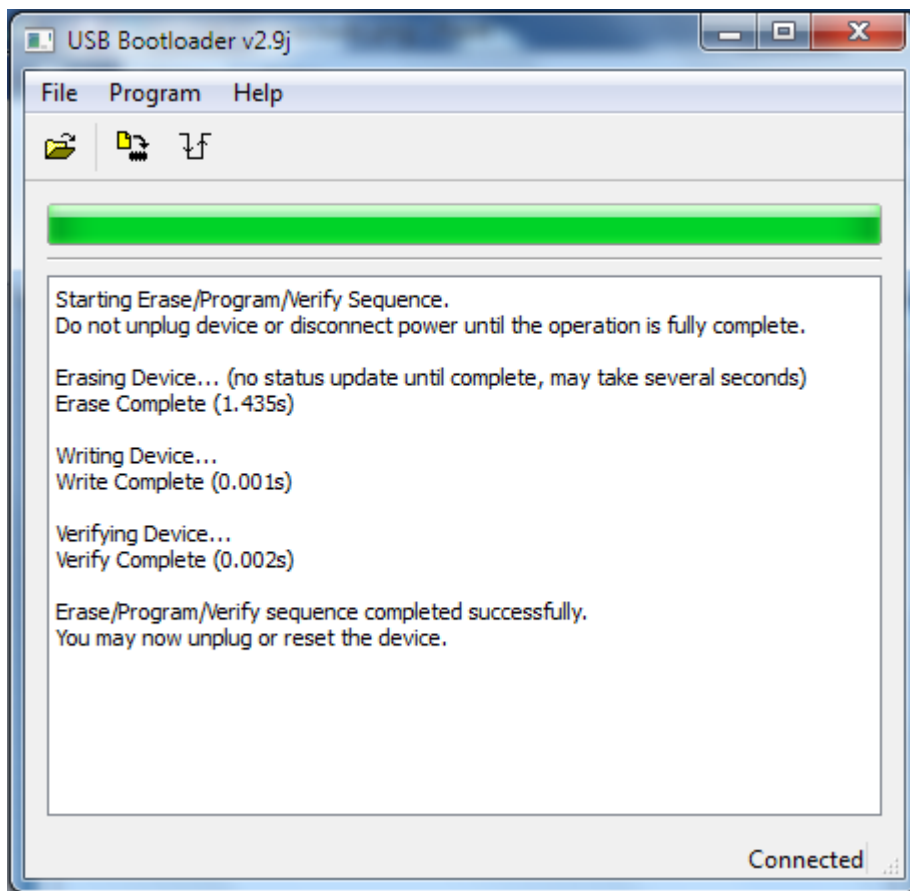 USB Bootloader v2.9j
File Program Help
Starting Erase/Program/Verify Sequence.
Do not unplug device or disconnect power until the operation is fully complete.
Erasing Device... (no status update until complete, may take several seconds)
Erase Complete (1.435s)
Writing Device...
Write Complete (0.001s)
Verifying Device...
Verify Complete (0.002s)
Erase/Program/Verify sequence completed successfully.
You may now unplug or reset the device.
Connected